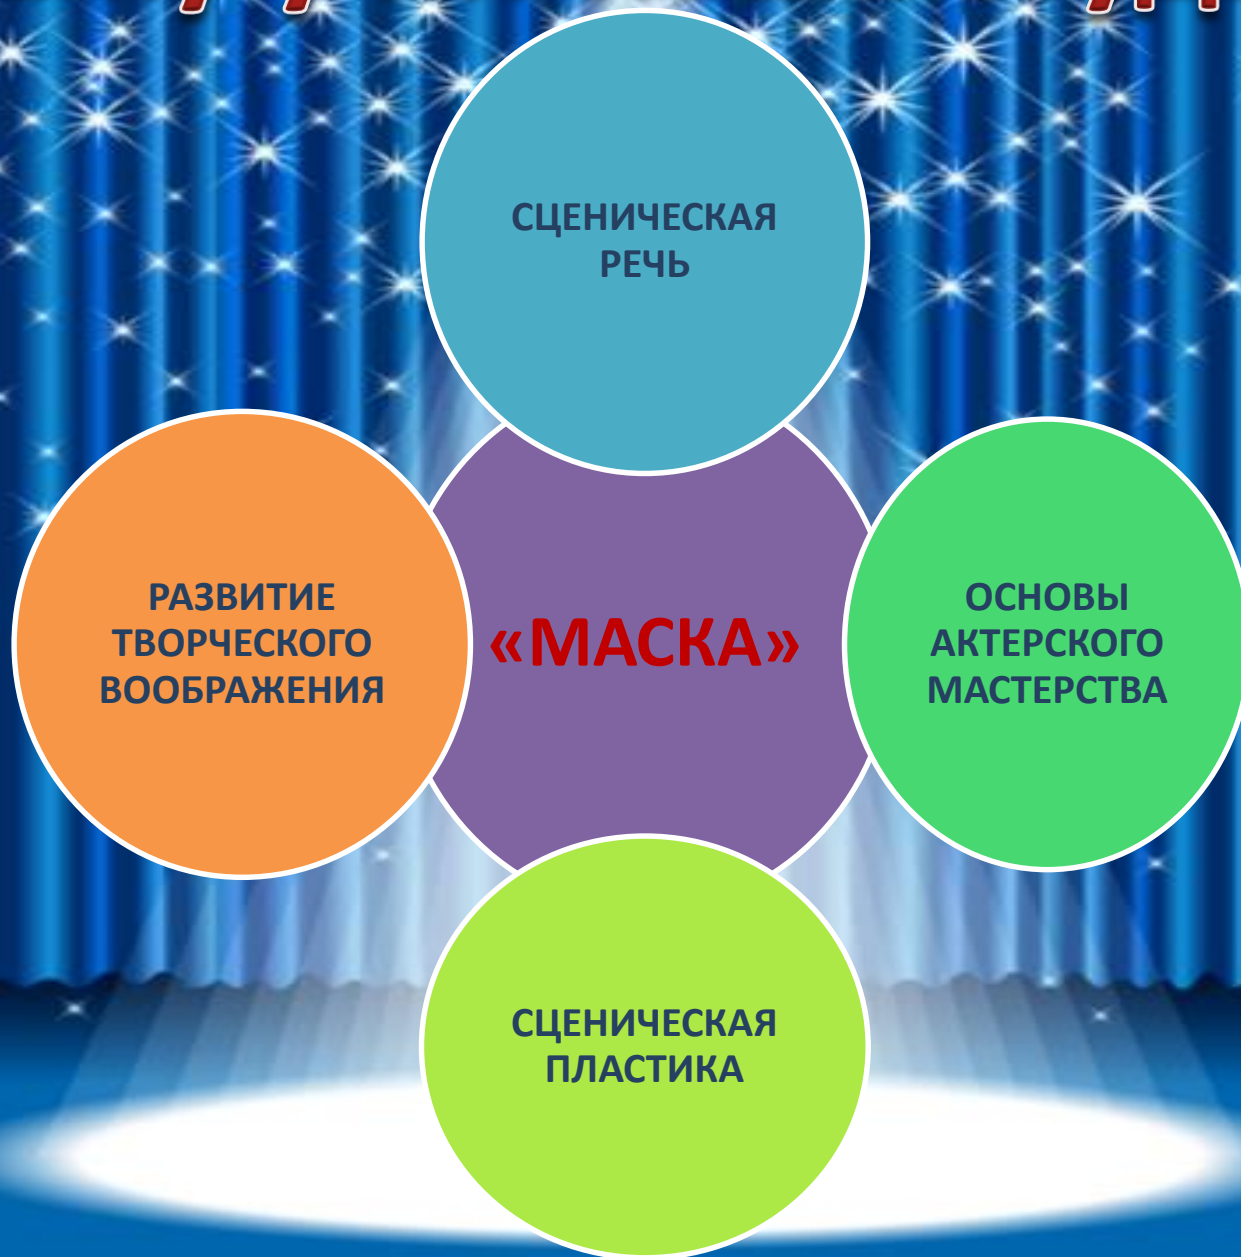 СЦЕНИЧЕСКАЯ
РЕЧЬ
РАЗВИТИЕ
ТВОРЧЕСКОГО
ВООБРАЖЕНИЯ
«МАСКА»
ОСНОВЫ
АКТЕРСКОГО
МАСТЕРСТВА
СЦЕНИЧЕСКАЯ
ПЛАСТИКА